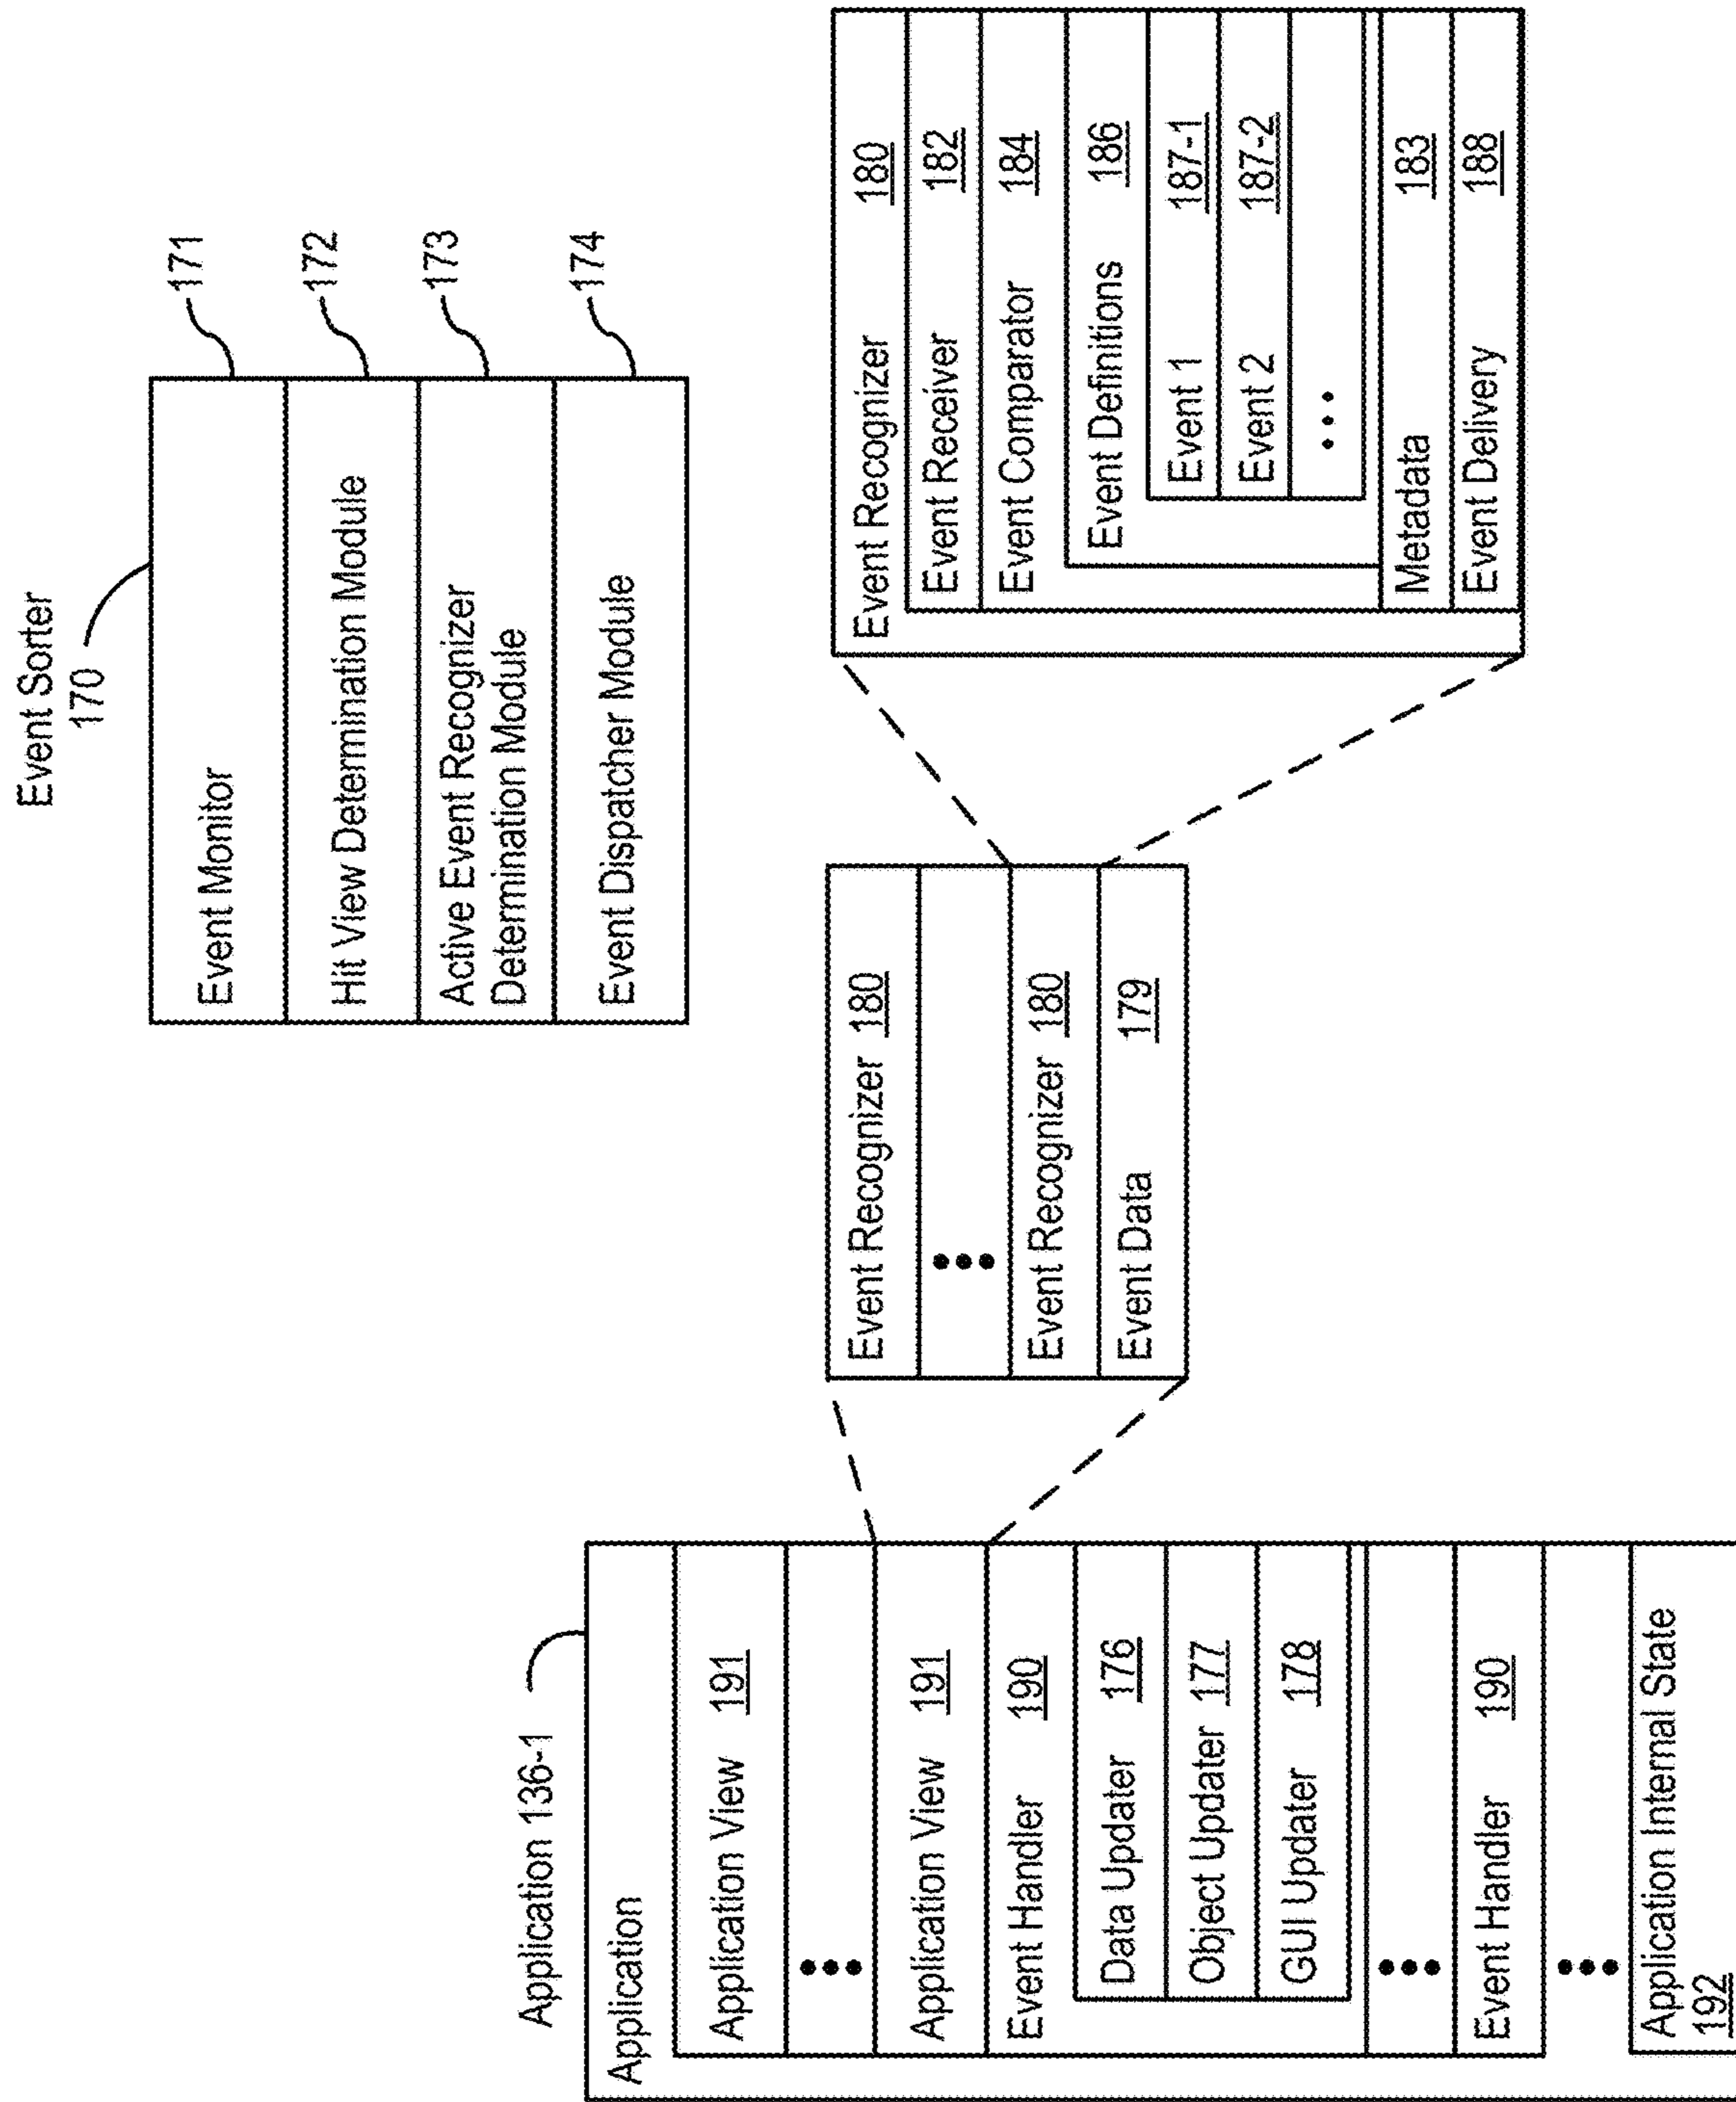 Event Sorter
170
Event Monitor
171
Hit View Determination Module
172
Active Event Recognizer
Determination Module
173
Event Dispatcher Module
174
Application 136-1
Application
Application View 191
•••
Application View 191
Event Handler 190
Data Updater 176
Object Updater 177
GUI Updater 178
•••
Event Handler 190
•••
Application Internal State
192
Event Recognizer 180
•••
Event Recognizer 180
Event Data 179
Event Recognizer 180
Event Receiver 182
Event Comparator 184
Event Definitions 186
Event 1 187-1
Event 2 187-2
•••
Metadata 183
Event Delivery 188